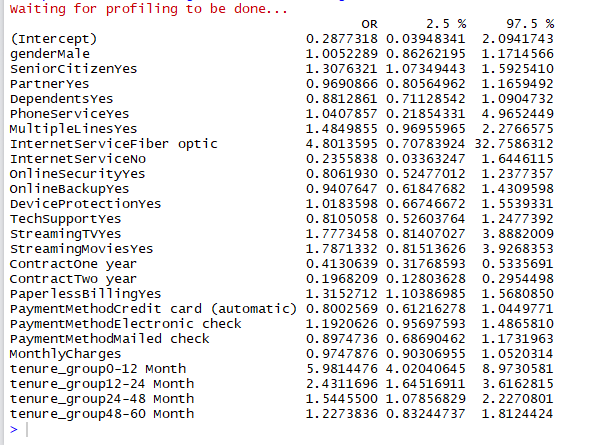 Waiting for profiling to be done...
OR 2.5 % 97.5 %
(Intercept) 0.2877318 0.03948341 2.0941743
genderMale 1.0052289 0.86262195 1.1714566
SeniorCitizenYes 1.3076321 1.07349443 1.5925410
PartnerYes 0.9690866 0.80564962 1.1659492
DependentsYes 0.8812861 0.71128542 1.0904732
PhoneServiceYes 1.0407857 0.21854331 4.9652449
MultipleLinesYes 1.4849855 0.96955965 2.2766575
InternetServiceFiber optic 4.8013595 0.70783924 32.7586312
InternetServiceNo 0.2355838 0.03363247 1.6446115
OnlineSecurityYes 0.8061930 0.52477012 1.2377357
OnlineBackupYes 0.9407647 0.61847682 1.4309598
DeviceProtectionYes 1.0183598 0.66746672 1.5539331
TechSupportYes 0.8105058 0.52603764 1.2477392
StreamingTVYes 1.7773458 0.81407027 3.8882009
StreamingMoviesYes 1.7871332 0.81513626 3.9268353
ContractOne year 0.4130639 0.31768593 0.5335691
ContractTwo year 0.1968209 0.12803628 0.2954498
PaperlessBillingYes 1.3152712 1.10386985 1.5680850
PaymentMethodCredit card (automatic) 0.8002569 0.61216278 1.0449771
PaymentMethodElectronic check 1.1920626 0.95697593 1.4865810
PaymentMethodMailed check 0.8974736 0.68690462 1.1731963
MonthlyCharges 0.9747876 0.90306955 1.0520314
tenure_group0-12 Month 5.9814476 4.02040645 8.9730581
tenure_group12-24 Month 2.4311696 1.64516911 3.6162815
tenure_group24-48 Month 1.5445500 1.07856829 2.2270801
tenure_group48-60 Month 1.2273836 0.83244737 1.8124424
>